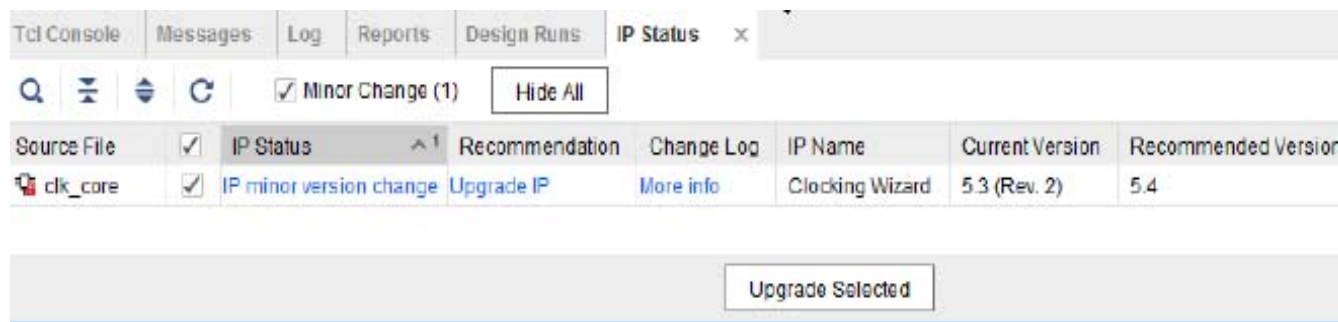 Tcl Console Messages Log Reports Design Runs IP Status ×
Minor Change (1) Hide All
Source File IP Status 1 Recommendation Change Log IP Name Current Version Recommended Version
clk_core IP minor version change Upgrade IP More info Clocking Wizard 5.3 (Rev. 2) 5.4
Upgrade Selected